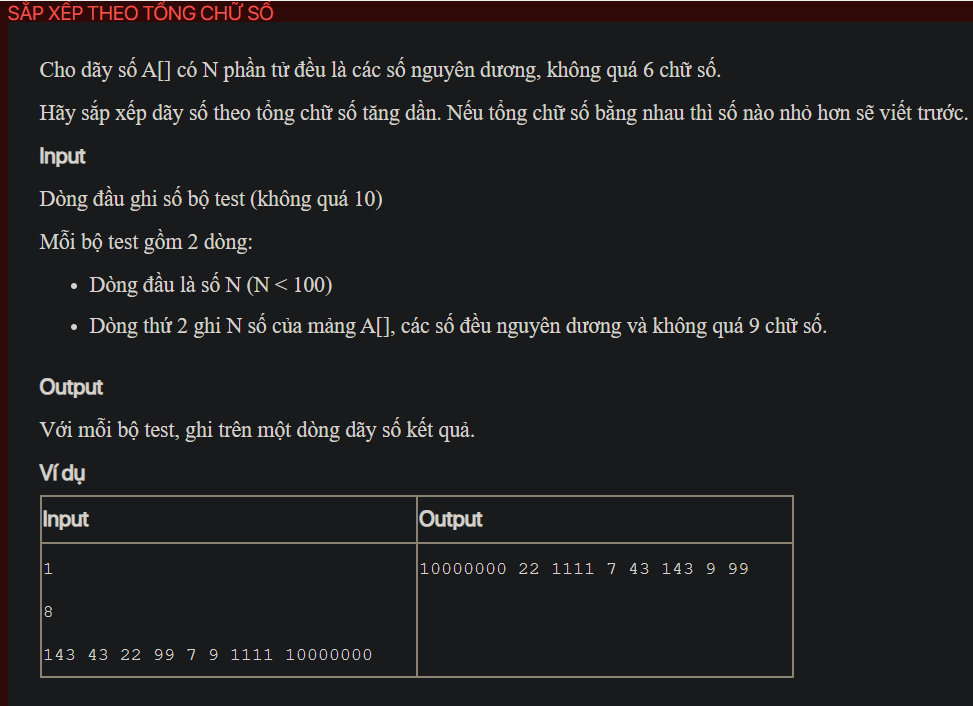 SẮP XẾP THEO TỔNG CHỮ SỐ
Cho dãy số A[] có N phần tử đều là các số nguyên dương, không quá 6 chữ số.
Hãy sắp xếp dãy số theo tổng chữ số tăng dần. Nếu tổng chữ số bằng nhau thì số nào nhỏ hơn sẽ viết trước.
Input
Dòng đầu ghi số bộ test (không quá 10)
Mỗi bộ test gồm 2 dòng:
• Dòng đầu là số N (N < 100)
• Dòng thứ 2 ghi N số của mảng A[], các số đều nguyên dương và không quá 9 chữ số.
Output
Với mỗi bộ test, ghi trên một dòng dãy số kết quả.
Ví dụ
Input Output
1 10000000 22 1111 7 43 143 9 99
8
143 43 22 99 7 9 1111 10000000